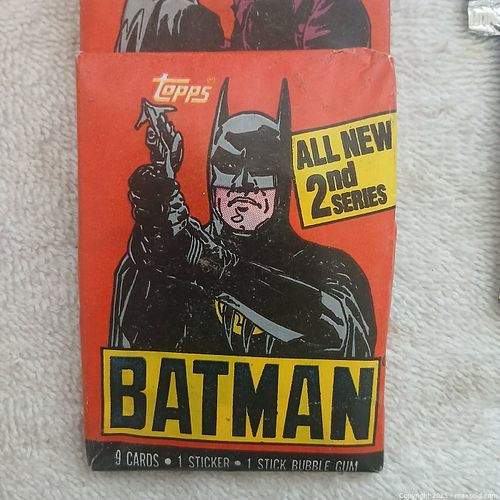 topps
ALL NEW
2nd
SERIES
BATMAN
9 CARDS • 1 STICKER • 1 STICK BUBBLE GUM